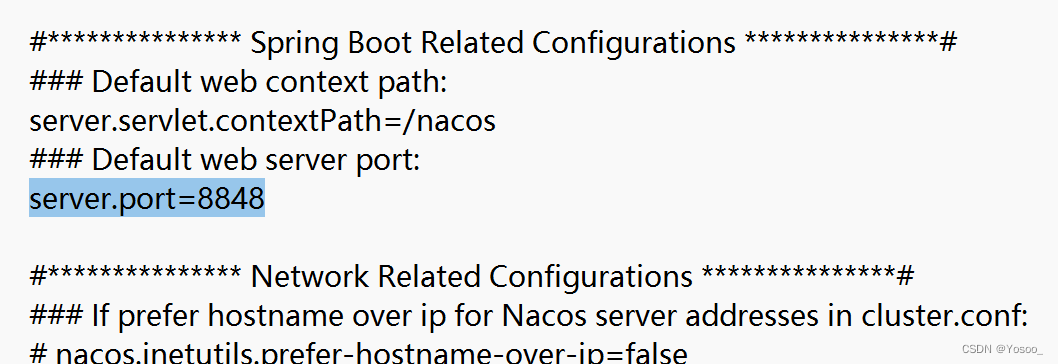 #*************** Spring Boot Related Configurations ***************#
### Default web context path:
server.servlet.contextPath=/nacos
### Default web server port:
server.port=8848
#*************** Network Related Configurations ***************#
### If prefer hostname over ip for Nacos server addresses in cluster.conf:
# nacos.inetutils.prefer-hostname-over-ip=false
CSDN @Yosoo_